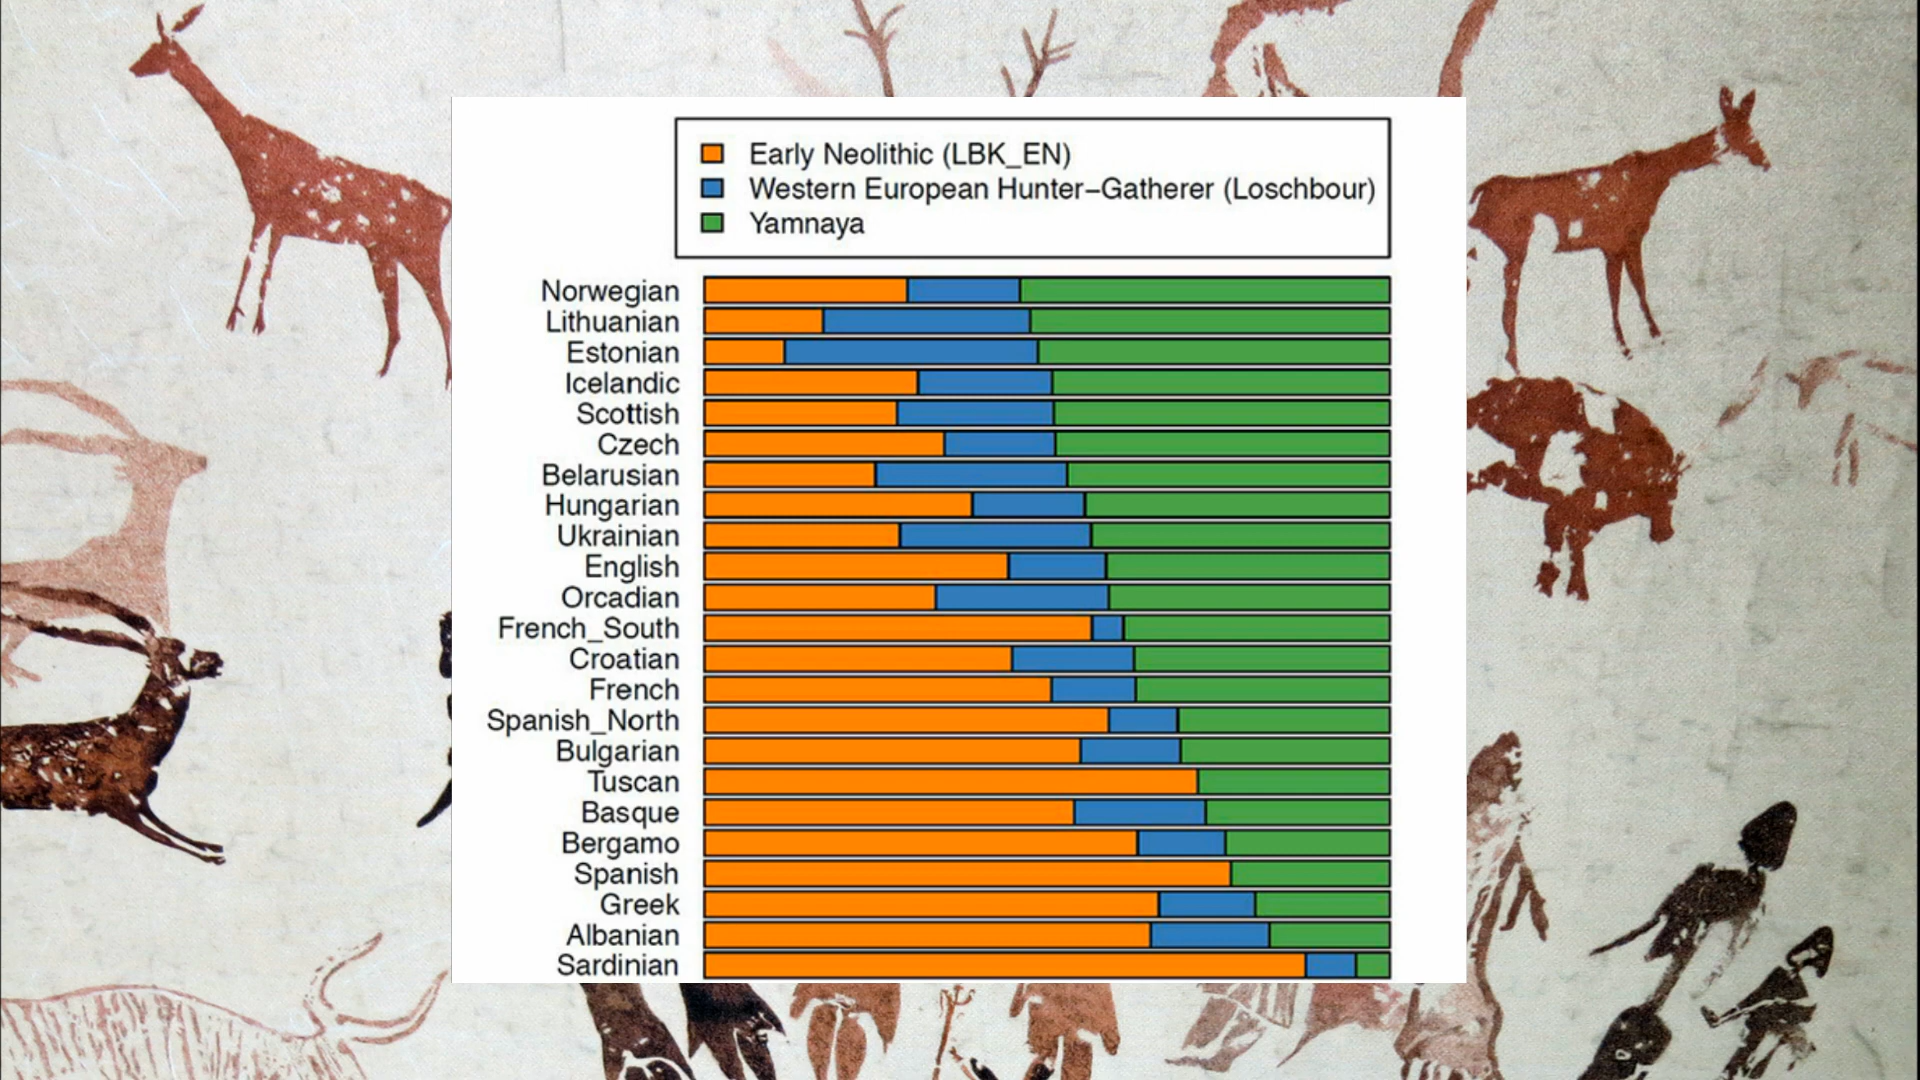 Early Neolithic (LBK_EN)
Western European Hunter−Gatherer (Loschbour)
Yamnaya
Norwegian
Lithuanian
Estonian
Icelandic
Scottish
Czech
Belarusian
Hungarian
Ukrainian
English
Orcadian
French_South
Croatian
French
Spanish_North
Bulgarian
Tuscan
Basque
Bergamo
Spanish
Greek
Albanian
Sardinian